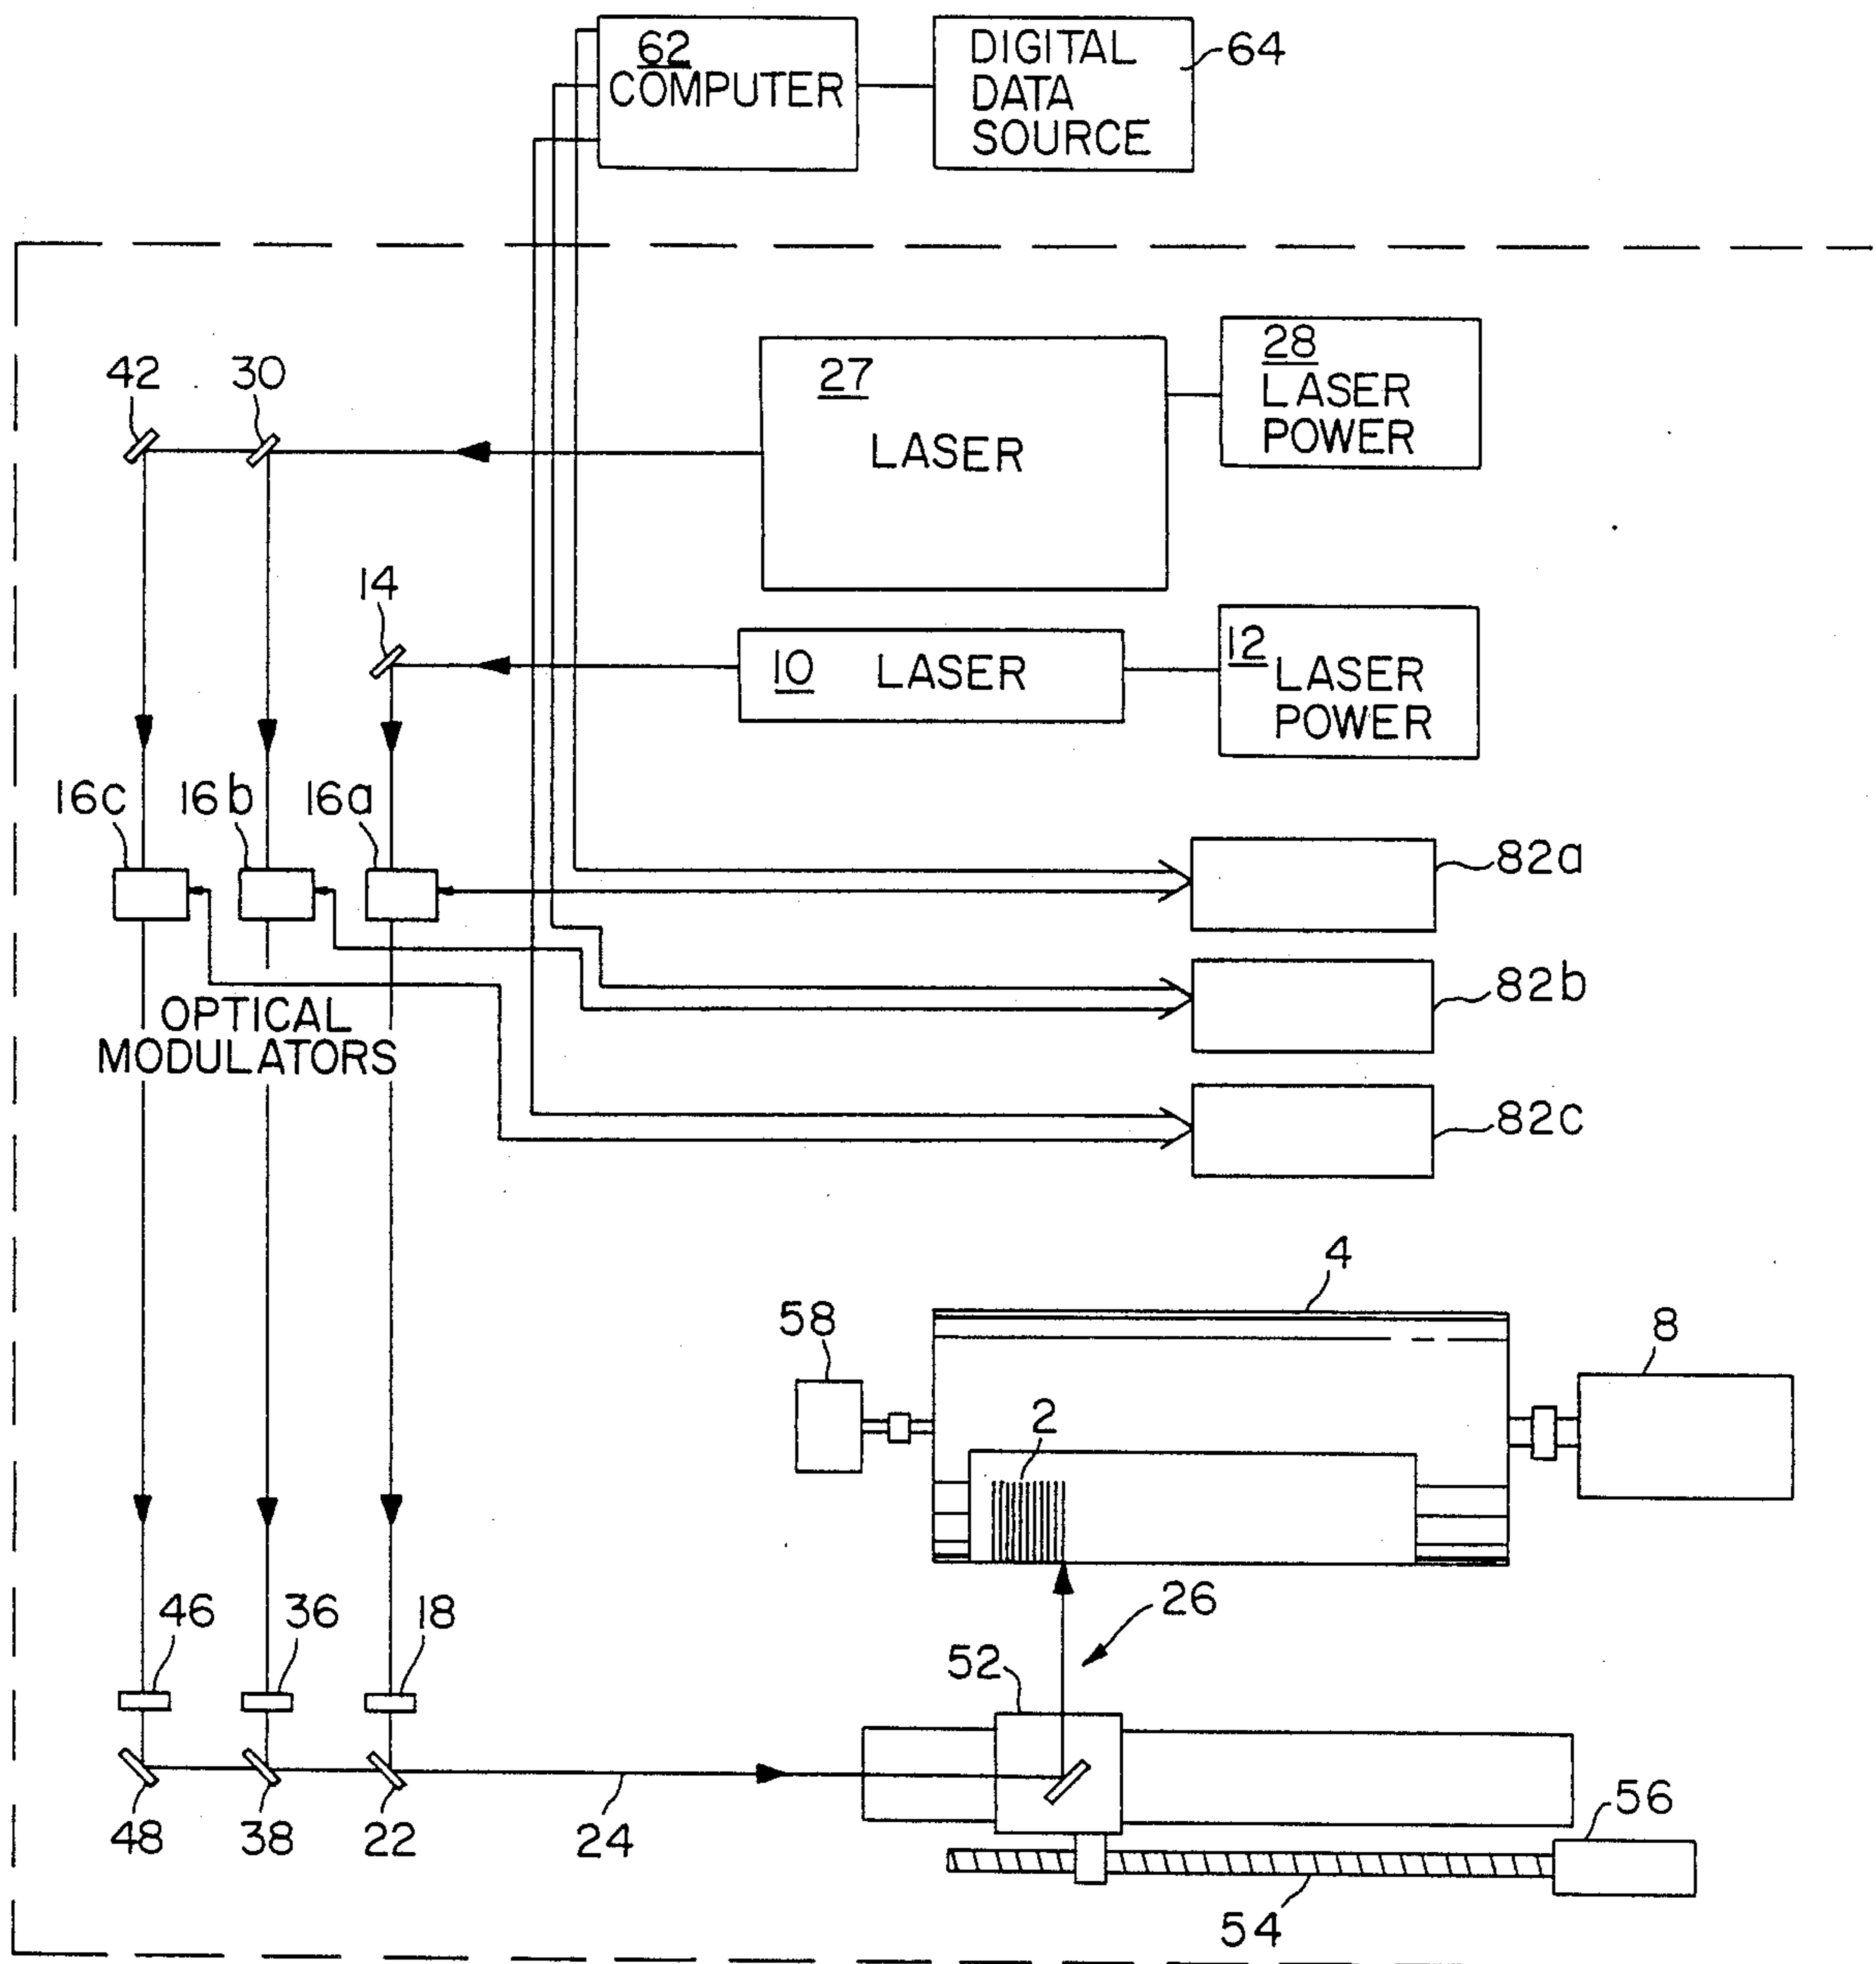 62
COMPUTER
DIGITAL
DATA
SOURCE
64
42
30
27
LASER
28
LASER
POWER
14
10 LASER
12
LASER
POWER
16c
16b
16a
82a
82b
82c
OPTICAL
MODULATORS
4
58
8
2
46
36
18
26
52
48
38
22
24
56
54